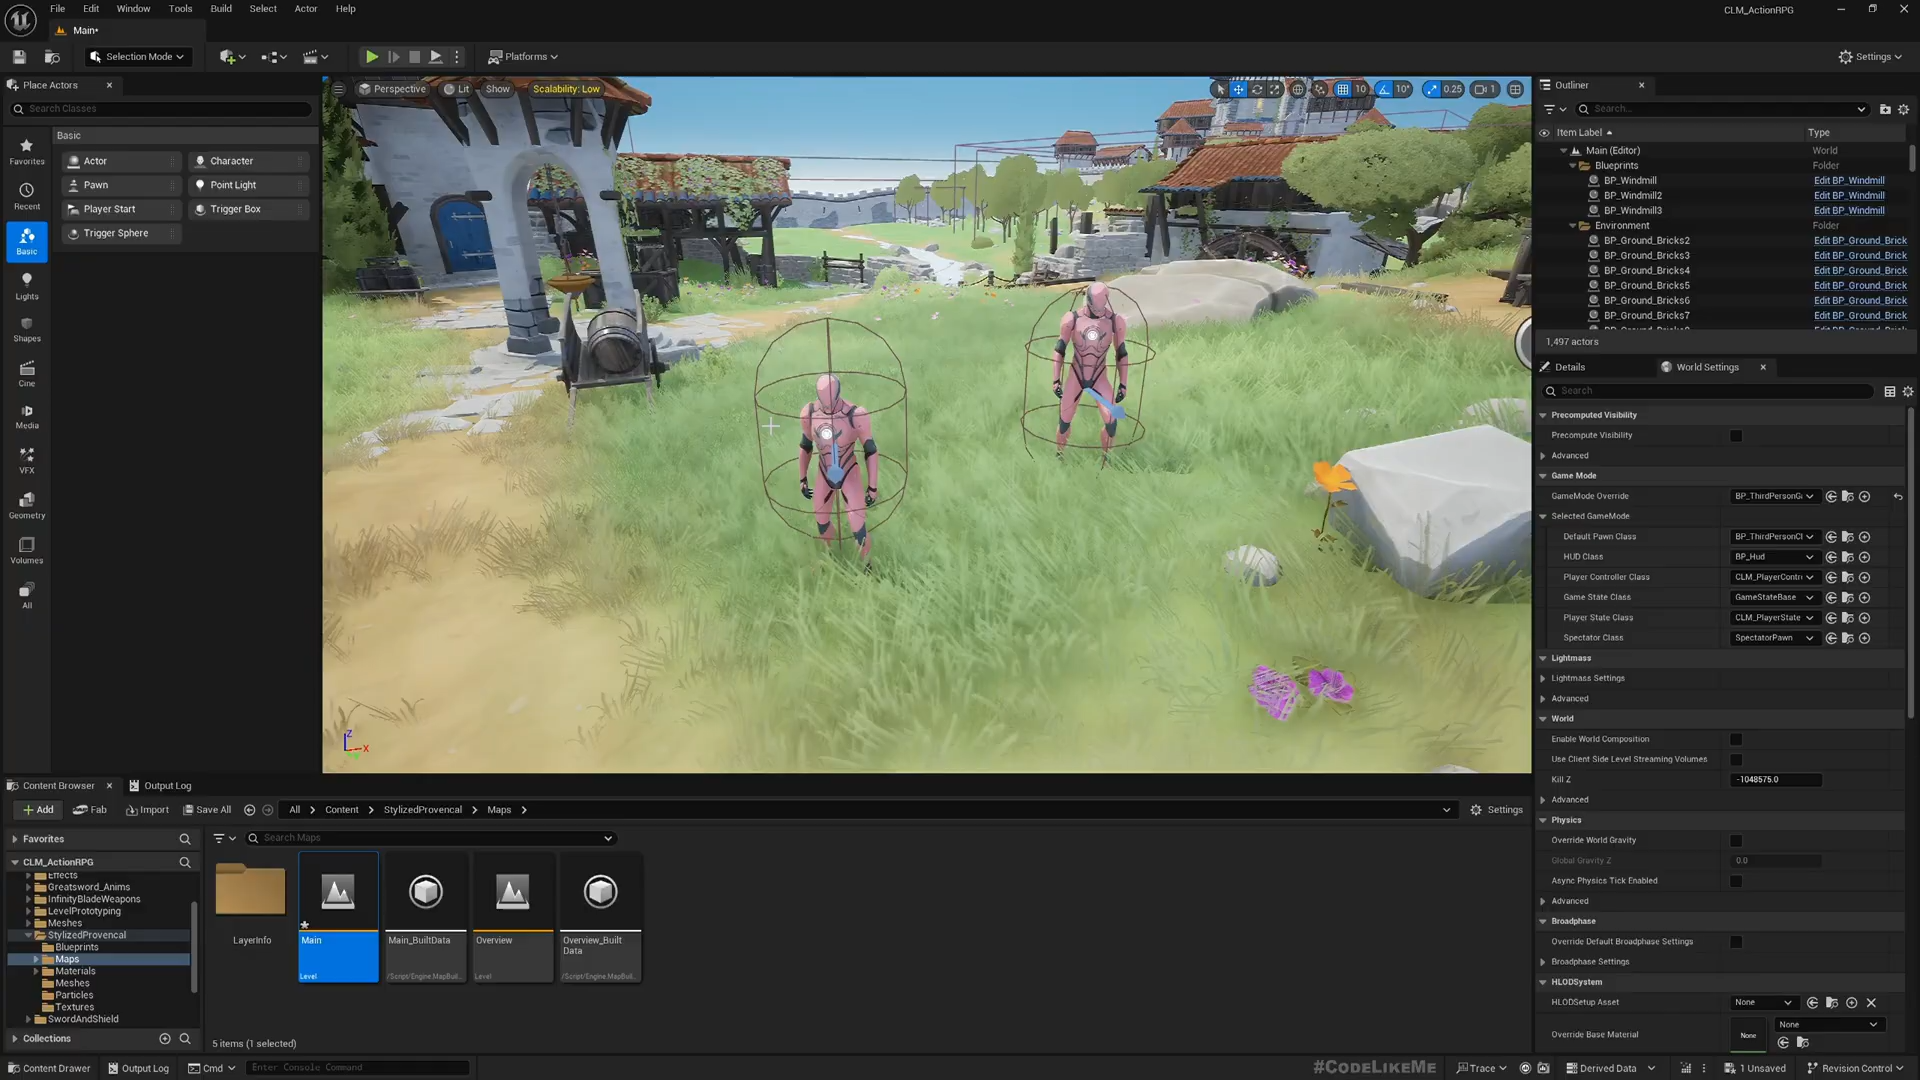 File Edit Window Tools Build Select Actor Help
CLM_ActionRPG
Main*
Selection Mode
Platforms
Settings
Place Actors
Search Classes
Favorites
Recent
Basic
Lights
Shapes
Cine
Media
VFX
Geometry
Volumes
All
Basic
Actor
Character
Pawn
Point Light
Player Start
Trigger Box
Trigger Sphere
Perspective Lit Show Scalability: Low
10 10° 0.25 1
Z
X
Outliner
Search...
Item Label Type
Main (Editor) World
Blueprints Folder
BP_Windmill Edit BP_Windmill
BP_Windmill2 Edit BP_Windmill
BP_Windmill3 Edit BP_Windmill
Environment Folder
BP_Ground_Bricks2 Edit BP_Ground_Brick
BP_Ground_Bricks3 Edit BP_Ground_Brick
BP_Ground_Bricks4 Edit BP_Ground_Brick
BP_Ground_Bricks5 Edit BP_Ground_Brick
BP_Ground_Bricks6 Edit BP_Ground_Brick
BP_Ground_Bricks7 Edit BP_Ground_Brick
1,497 actors
Details World Settings
Search
Precomputed Visibility
Precompute Visibility
Advanced
Game Mode
GameMode Override BP_ThirdPersonG
Selected GameMode
Default Pawn Class BP_ThirdPersonCl
HUD Class BP_Hud
Player Controller Class CLM_PlayerContr
Game State Class GameStateBase
Player State Class CLM_PlayerState
Spectator Class SpectatorPawn
Lightmass
Lightmass Settings
Advanced
World
Enable World Composition
Use Client Side Level Streaming Volumes
Kill Z -1048575.0
Advanced
Physics
Override World Gravity
Global Gravity Z 0.0
Async Physics Tick Enabled
Advanced
Broadphase
Override Default Broadphase Settings
Broadphase Settings
HLODSystem
HLODSetup Asset None
Override Base Material None None
Content Browser Output Log
Add Fab Import Save All All Content StylizedProvencal Maps Settings
Favorites
CLM_ActionRPG
Effects
Greatsword_Anims
InfinityBladeWeapons
LevelPrototyping
Meshes
StylizedProvencal
Blueprints
Maps
Materials
Meshes
Particles
Textures
SwordAndShield
Collections
Search Maps
LayerInfo
Main
Level
Main_BuiltData
/Script/Engine.MapBuil...
Overview
Level
Overview_Built
Data
/Script/Engine.MapBuil...
5 items (1 selected)
Content Drawer Output Log Cmd Enter Console Command
#CodeLikeMe
Trace Derived Data 1 Unsaved Revision Control